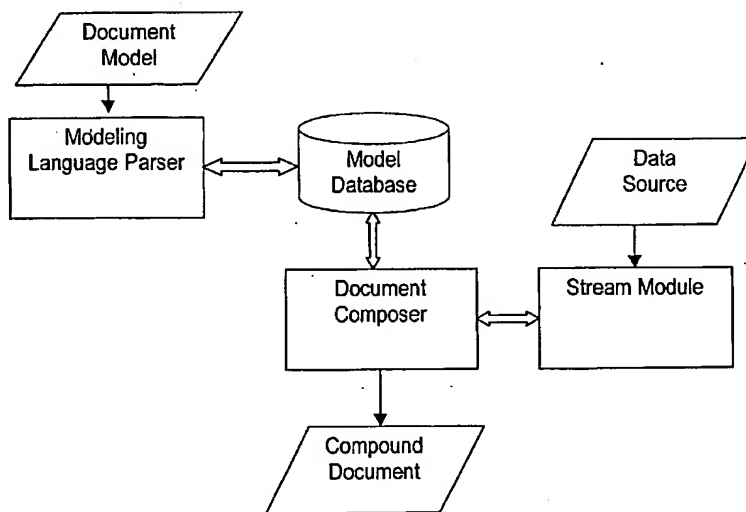 Document
Model
Modeling
Language Parser
Model
Database
Data
Source
Document
Composer
Stream Module
Compound
Document